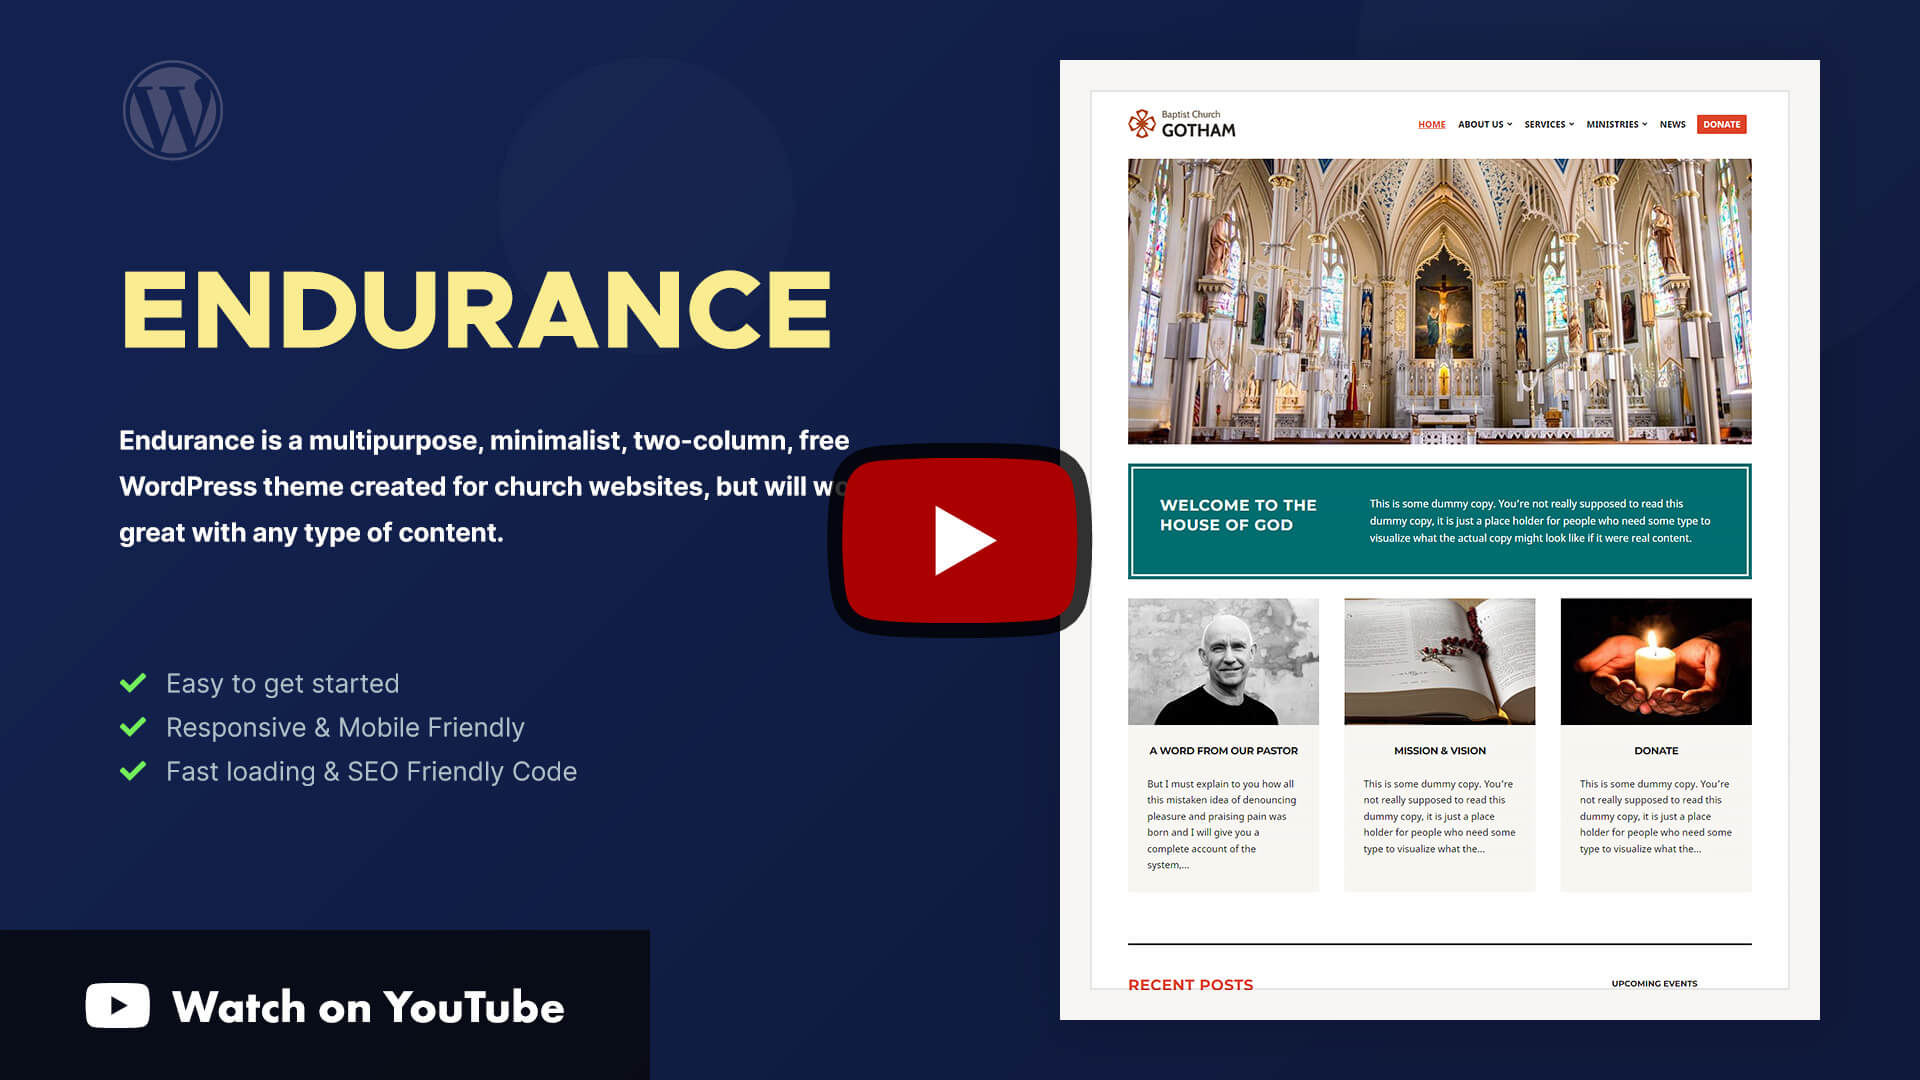 ENDURANCE
Endurance is a multipurpose, minimalist, two-column, free
WordPress theme created for church websites, but will
great with any type of content.
Easy to get started
Responsive & Mobile Friendly
Fast loading & SEO Friendly Code
Watch on YouTube
Baptist Church
GOTHAM
HOME ABOUT US SERVICES MINISTRIES NEWS DONATE
WELCOME TO THE
HOUSE OF GOD
This is some dummy copy. You're not really supposed to read this
dummy copy, it is just a place holder for people who need some type to
visualize what the actual copy might look like if it were real content.
A WORD FROM OUR PASTOR
But I must explain to you how all
this mistaken idea of denouncing
pleasure and praising pain was
born and I will give you a
complete account of the
system,...
MISSION & VISION
This is some dummy copy. You're
not really supposed to read this
dummy copy, it is just a place
holder for people who need some
type to visualize what the...
DONATE
This is some dummy copy. You're
not really supposed to read this
dummy copy, it is just a place
holder for people who need some
type to visualize what the...
RECENT POSTS
UPCOMING EVENTS